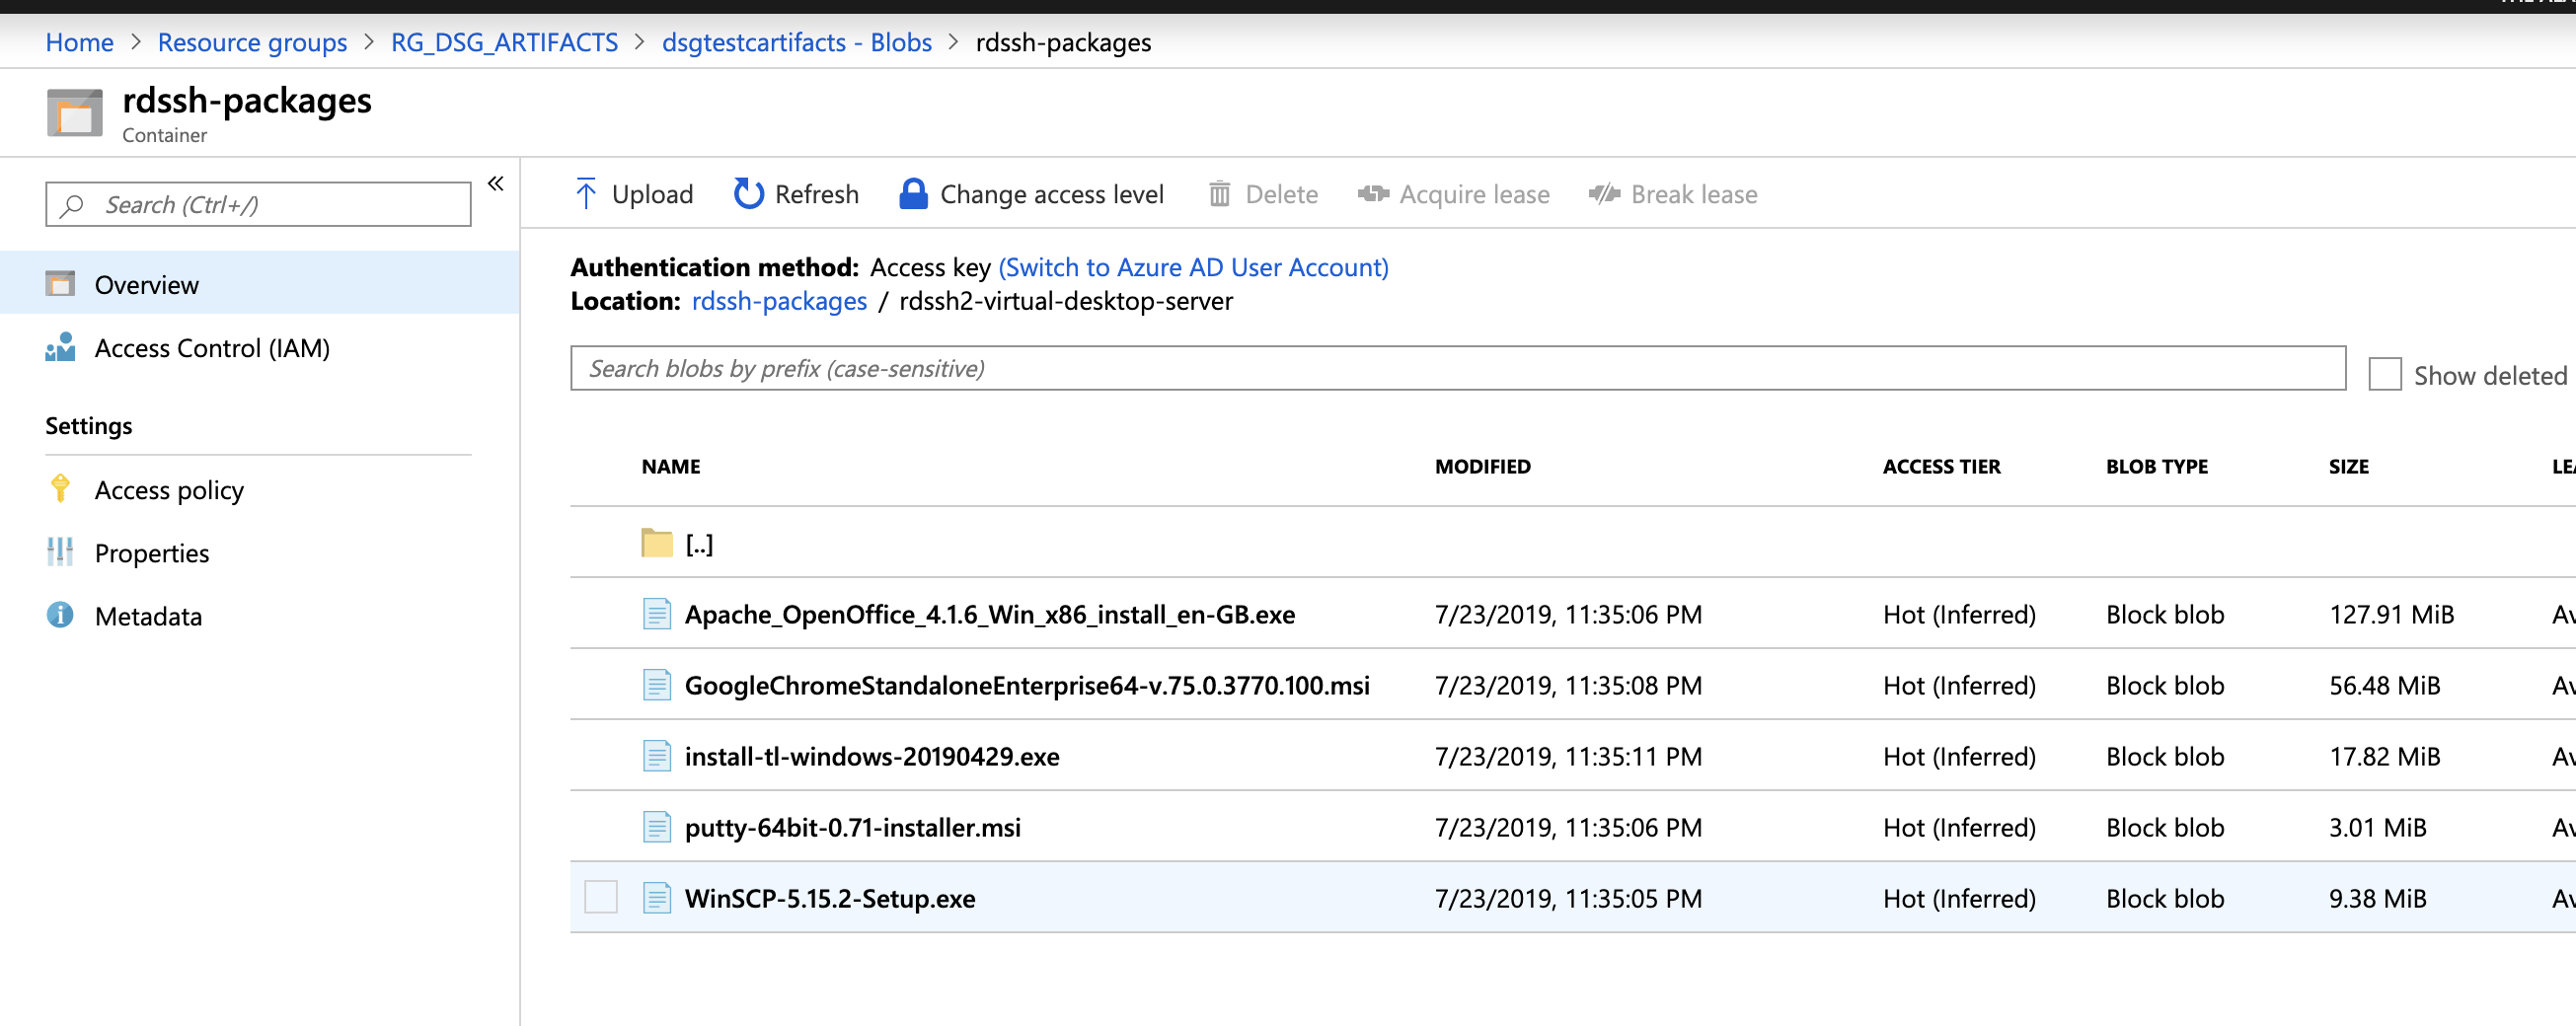 Home > Resource groups > RG_DSG_ARTIFACTS > dsgtestcartifacts - Blobs > rdssh-packages
rdssh-packages
Container
Search (Ctrl+/)
«
Overview
Access Control (IAM)
Settings
Access policy
Properties
Metadata
Upload Refresh Change access level Delete Acquire lease Break lease
Authentication method: Access key (Switch to Azure AD User Account)
Location: rdssh-packages / rdssh2-virtual-desktop-server
Search blobs by prefix (case-sensitive)
Show deleted
NAME MODIFIED ACCESS TIER BLOB TYPE SIZE
[..]
Apache_OpenOffice_4.1.6_Win_x86_install_en-GB.exe 7/23/2019, 11:35:06 PM Hot (Inferred) Block blob 127.91 MiB
GoogleChromeStandaloneEnterprise64-v.75.0.3770.100.msi 7/23/2019, 11:35:08 PM Hot (Inferred) Block blob 56.48 MiB
install-tl-windows-20190429.exe 7/23/2019, 11:35:11 PM Hot (Inferred) Block blob 17.82 MiB
putty-64bit-0.71-installer.msi 7/23/2019, 11:35:06 PM Hot (Inferred) Block blob 3.01 MiB
WinSCP-5.15.2-Setup.exe 7/23/2019, 11:35:05 PM Hot (Inferred) Block blob 9.38 MiB